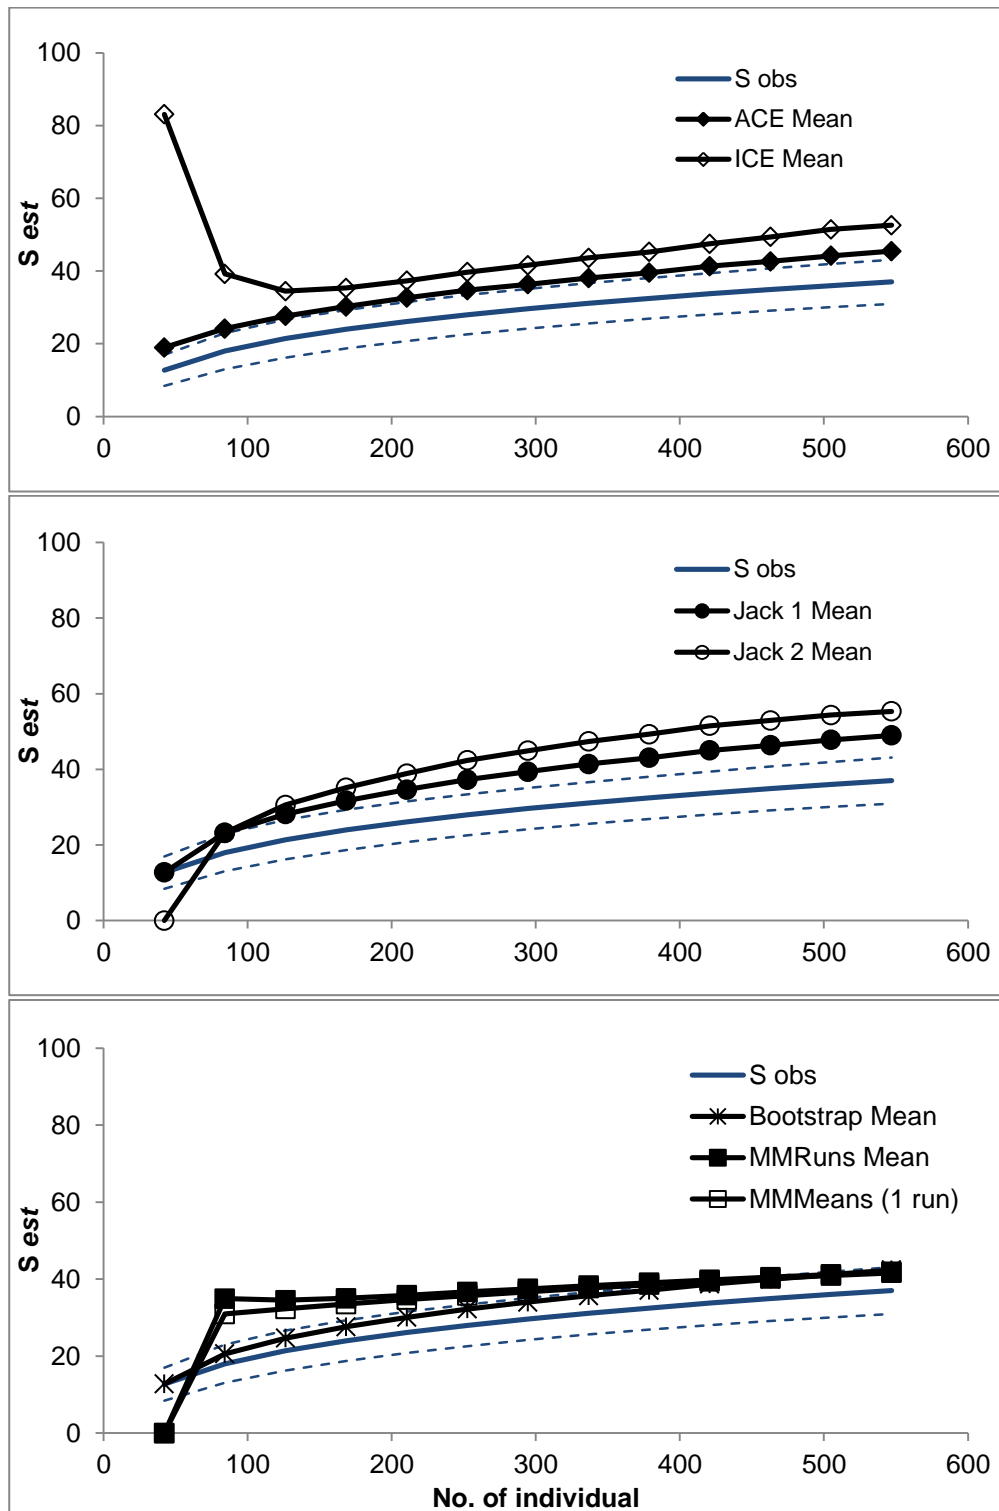 100
80
60
40
20
0
S est
0 100 200 300 400 500 600
S obs
ACE Mean
ICE Mean
100
80
60
40
20
0
S est
0 100 200 300 400 500 600
S obs
Jack 1 Mean
Jack 2 Mean
100
80
60
40
20
0
S est
0 100 200 300 400 500 600
No. of individual
S obs
Bootstrap Mean
MMRuns Mean
MMMeans (1 run)